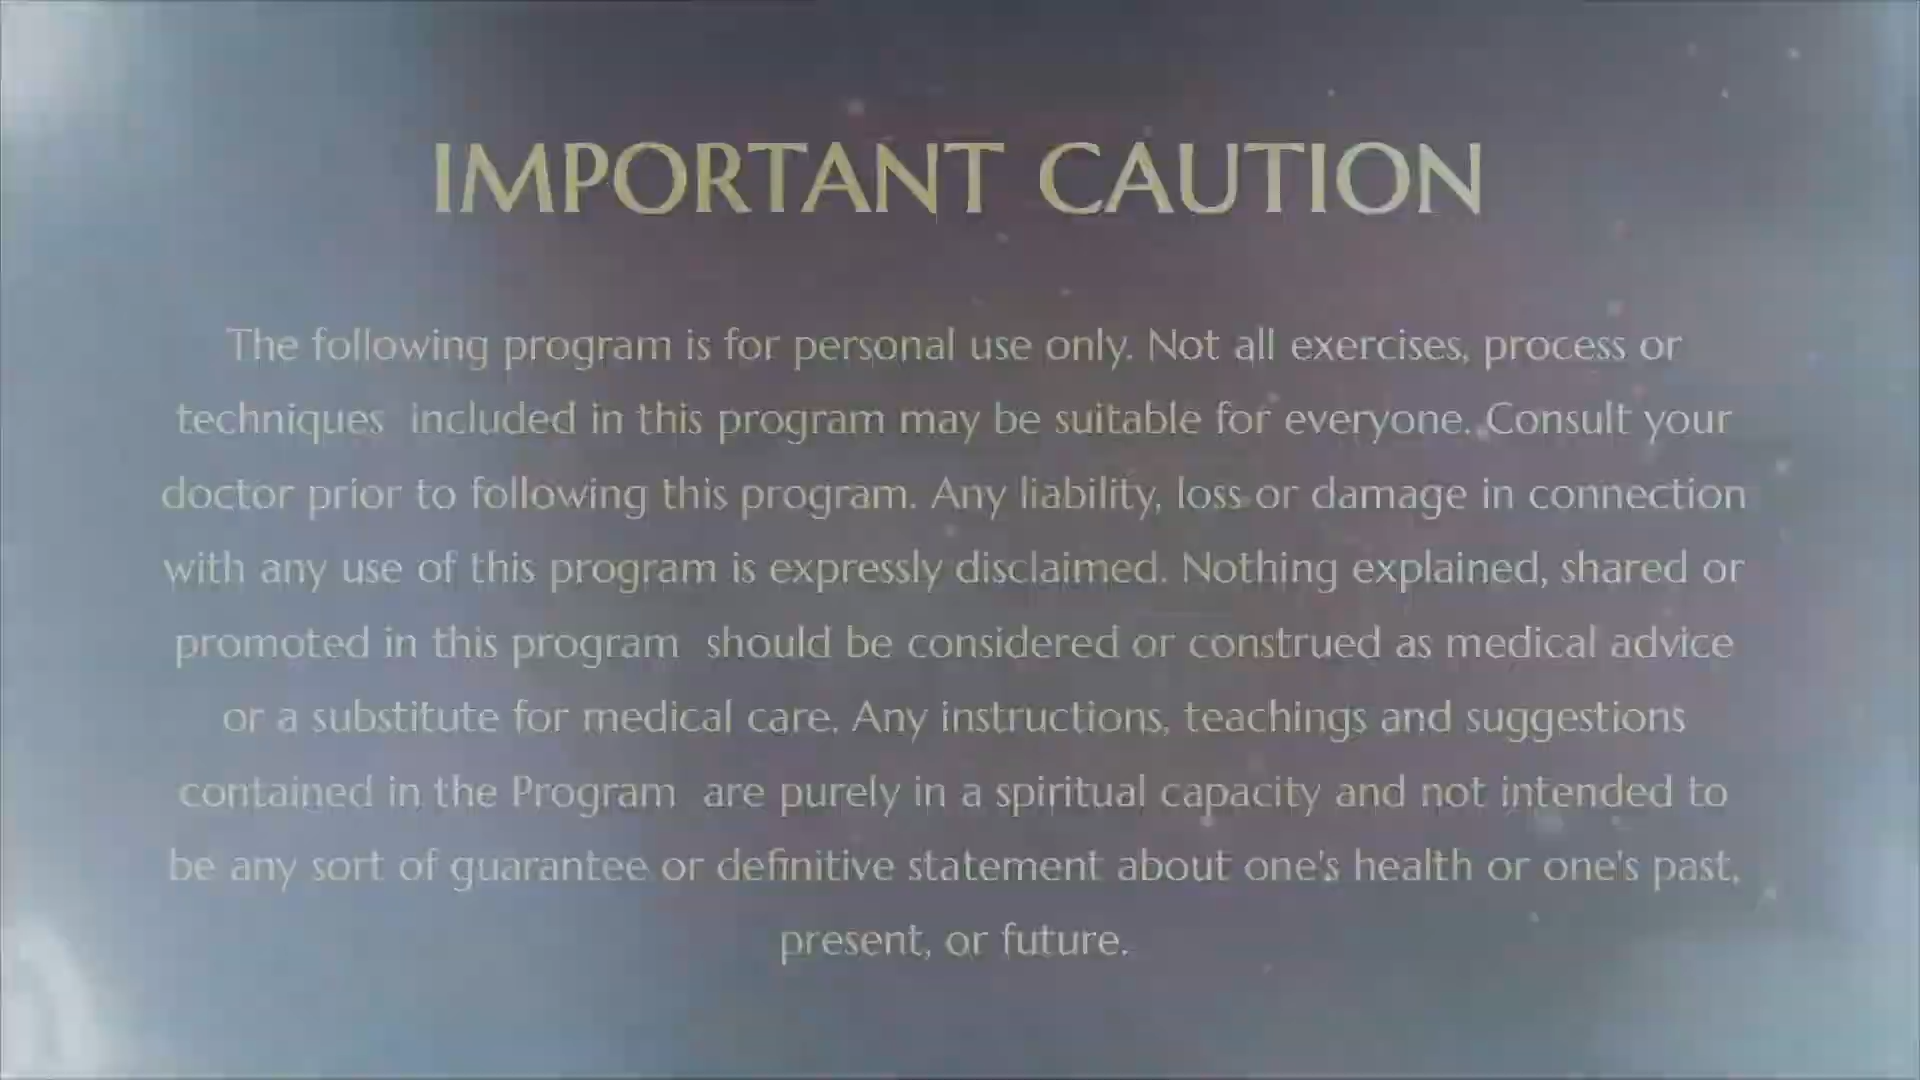 IMPORTANT CAUTION
The following program is for personal use only. Not all exercises, process or
techniques included in this program may be suitable for everyone. Consult your
doctor prior to following this program. Any liability, loss or damage in connection
with any use of this program is expressly disclaimed. Nothing explained, shared or
promoted in this program should be considered or construed as medical advice
or a substitute for medical care. Any instructions, teachings and suggestions
contained in the Program are purely in a spiritual capacity and not intended to
be any sort of guarantee or definitive statement about one's health or one's past,
present, or future.